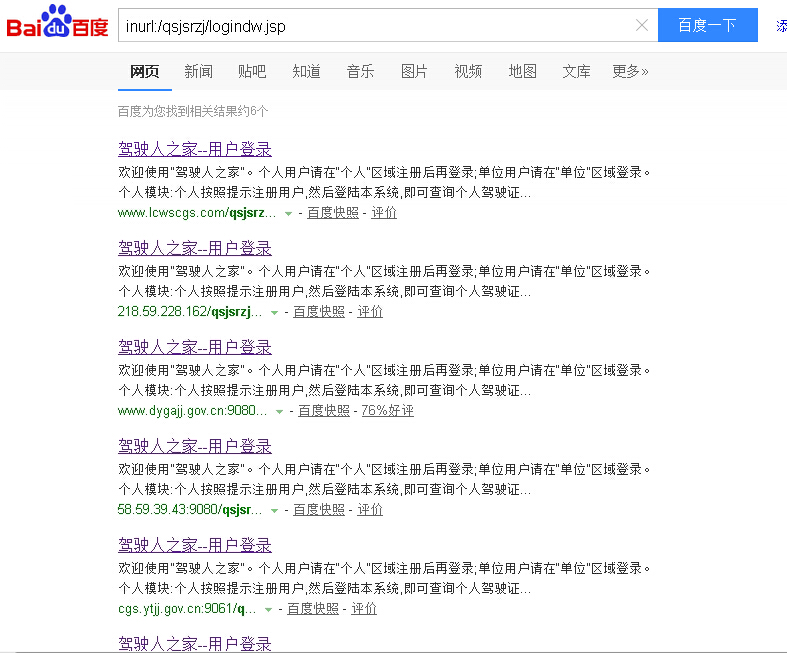 Bai du 百度 inurl:/qsjsrzj/logindw.jsp 百度一下
网页 新闻 贴吧 知道 音乐 图片 视频 地图 文库 更多»
百度为您找到相关结果约6个
驾驶人之家--用户登录
欢迎使用"驾驶人之家"。个人用户请在"个人"区域注册后再登录;单位用户请在"单位"区域登录。
个人模块:个人按照提示注册用户,然后登陆本系统,即可查询个人驾驶证...
www.lcwscgs.com/qsjsrz... - 百度快照 - 评价
驾驶人之家--用户登录
欢迎使用"驾驶人之家"。个人用户请在"个人"区域注册后再登录;单位用户请在"单位"区域登录。
个人模块:个人按照提示注册用户,然后登陆本系统,即可查询个人驾驶证...
218.59.228.162/qsjsrzj... - 百度快照 - 评价
驾驶人之家--用户登录
欢迎使用"驾驶人之家"。个人用户请在"个人"区域注册后再登录;单位用户请在"单位"区域登录。
个人模块:个人按照提示注册用户,然后登陆本系统,即可查询个人驾驶证...
www.dygajj.gov.cn:9080... - 百度快照 - 76%好评
驾驶人之家--用户登录
欢迎使用"驾驶人之家"。个人用户请在"个人"区域注册后再登录;单位用户请在"单位"区域登录。
个人模块:个人按照提示注册用户,然后登陆本系统,即可查询个人驾驶证...
58.59.39.43:9080/qsjsr... - 百度快照 - 评价
驾驶人之家--用户登录
欢迎使用"驾驶人之家"。个人用户请在"个人"区域注册后再登录;单位用户请在"单位"区域登录。
个人模块:个人按照提示注册用户,然后登陆本系统,即可查询个人驾驶证...
cgs.ytjj.gov.cn:9061/q... - 百度快照 - 评价
驾驶人之家--用户登录